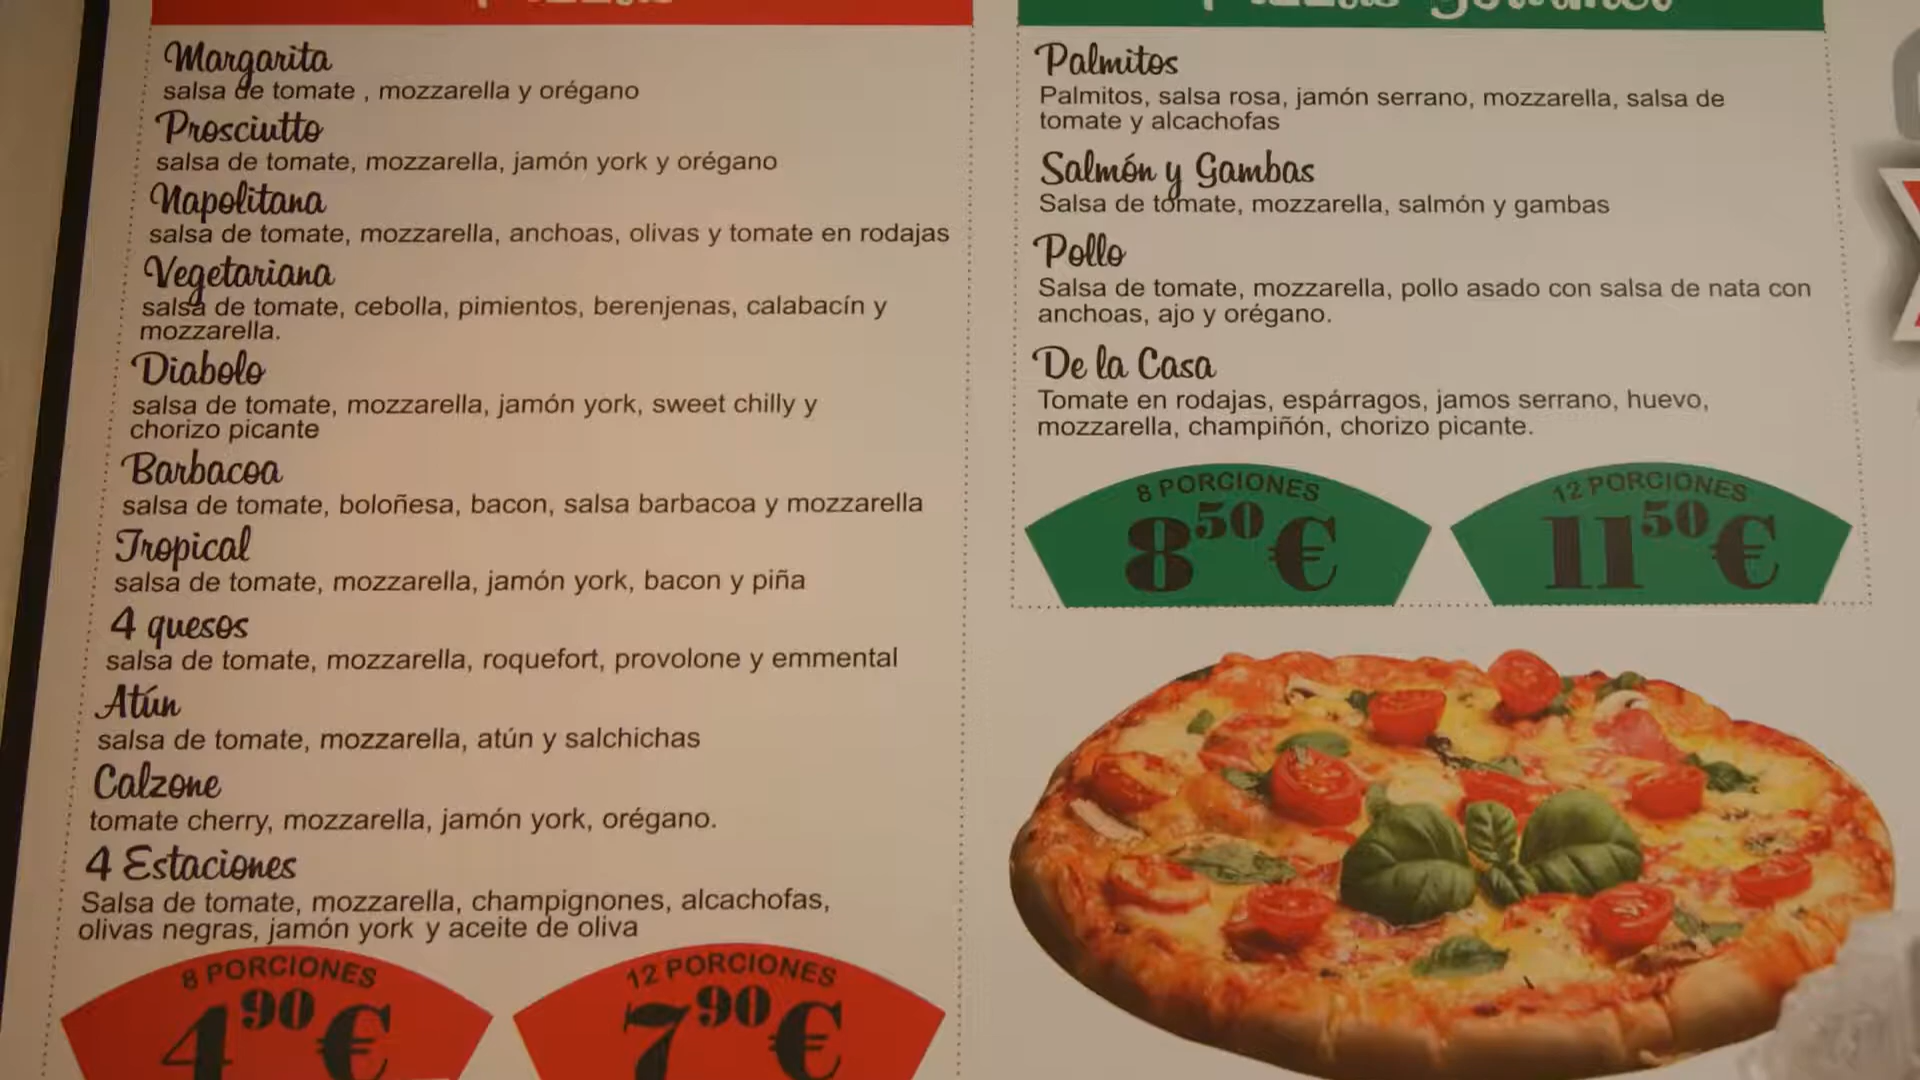 Pizzas
Margarita
salsa de tomate , mozzarella y orégano
Prosciutto
salsa de tomate, mozzarella, jamón york y orégano
Napolitana
salsa de tomate, mozzarella, anchoas, olivas y tomate en rodajas
Vegetariana
salsa de tomate, cebolla, pimientos, berenjenas, calabacín y
mozzarella.
Diabolo
salsa de tomate, mozzarella, jamón york, sweet chilly y
chorizo picante
Barbacoa
salsa de tomate, boloñesa, bacon, salsa barbacoa y mozzarella
Tropical
salsa de tomate, mozzarella, jamón york, bacon y piña
4 quesos
salsa de tomate, mozzarella, roquefort, provolone y emmental
Atún
salsa de tomate, mozzarella, atún y salchichas
Calzone
tomate cherry, mozzarella, jamón york, orégano.
4 Estaciones
Salsa de tomate, mozzarella, champignones, alcachofas,
olivas negras, jamón york y aceite de oliva
8 PORCIONES
4 90 €
12 PORCIONES
7 90 €
Pizzas gourmet
Palmitos
Palmitos, salsa rosa, jamón serrano, mozzarella, salsa de
tomate y alcachofas
Salmón y Gambas
Salsa de tomate, mozzarella, salmón y gambas
Pollo
Salsa de tomate, mozzarella, pollo asado con salsa de nata con
anchoas, ajo y orégano.
De la Casa
Tomate en rodajas, espárragos, jamos serrano, huevo,
mozzarella, champiñón, chorizo picante.
8 PORCIONES
8 50 €
12 PORCIONES
11 50 €